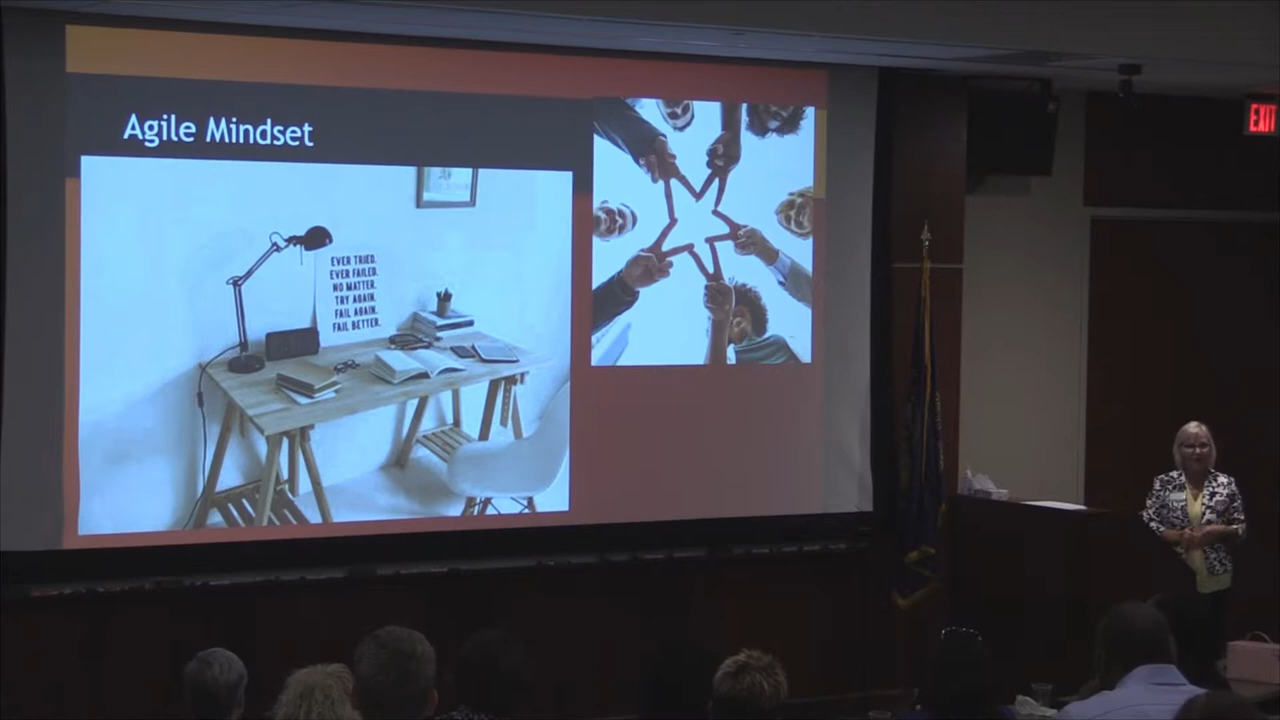 Agile Mindset
EVER TRIED.
EVER FAILED.
NO MATTER.
TRY AGAIN.
FAIL AGAIN.
FAIL BETTER.
EXIT